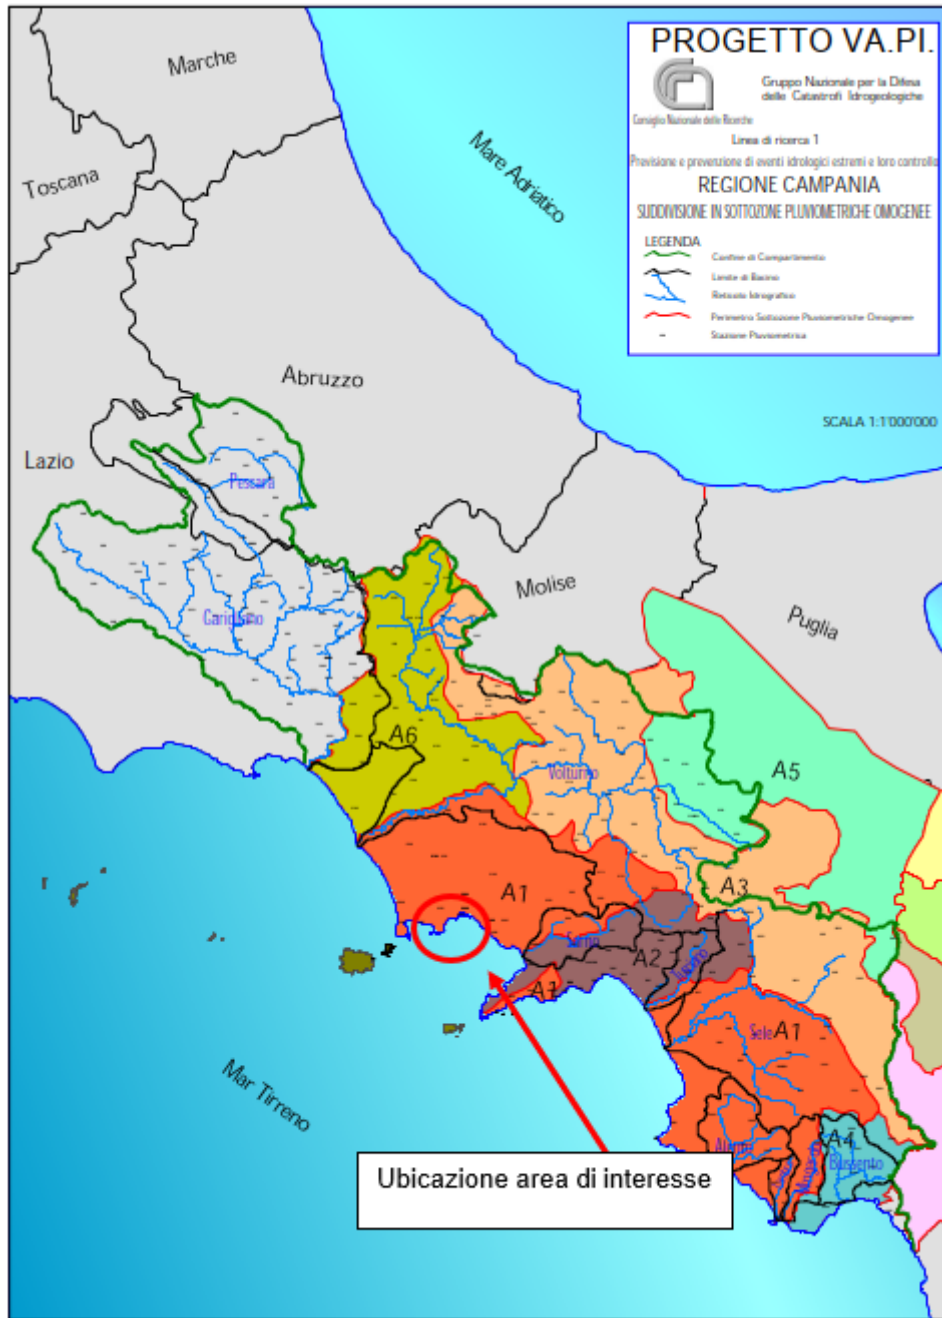 PROGETTO VA.PI.
Gruppo Nazionale per la Difesa
delle Catastrofi Idrogeologiche
Consiglio Nazionale delle Ricerche
Linea di ricerca 1
Previsione e prevenzione di eventi idrologici estremi e loro controllo
REGIONE CAMPANIA
SUDDIVISIONE IN SOTTOZONE PLUVIOMETRICHE OMOGENEE
LEGENDA
Confine di Compartimento
Limite di Bacino
Reticolo Idrografico
Perimetro Sottozone Pluviometriche Omogenee
Stazione Pluviometrica
SCALA 1:1'000'000
Marche
Toscana
Mare Adriatico
Abruzzo
Lazio
Pescara
Molise
Garigliano
Puglia
A6
Volturno
A5
A1
A3
Sarno
A2
Tusciano
A1
Sele
A1
Mar Tirreno
Alento
A4
Bussento
Mingardo
Ubicazione area di interesse